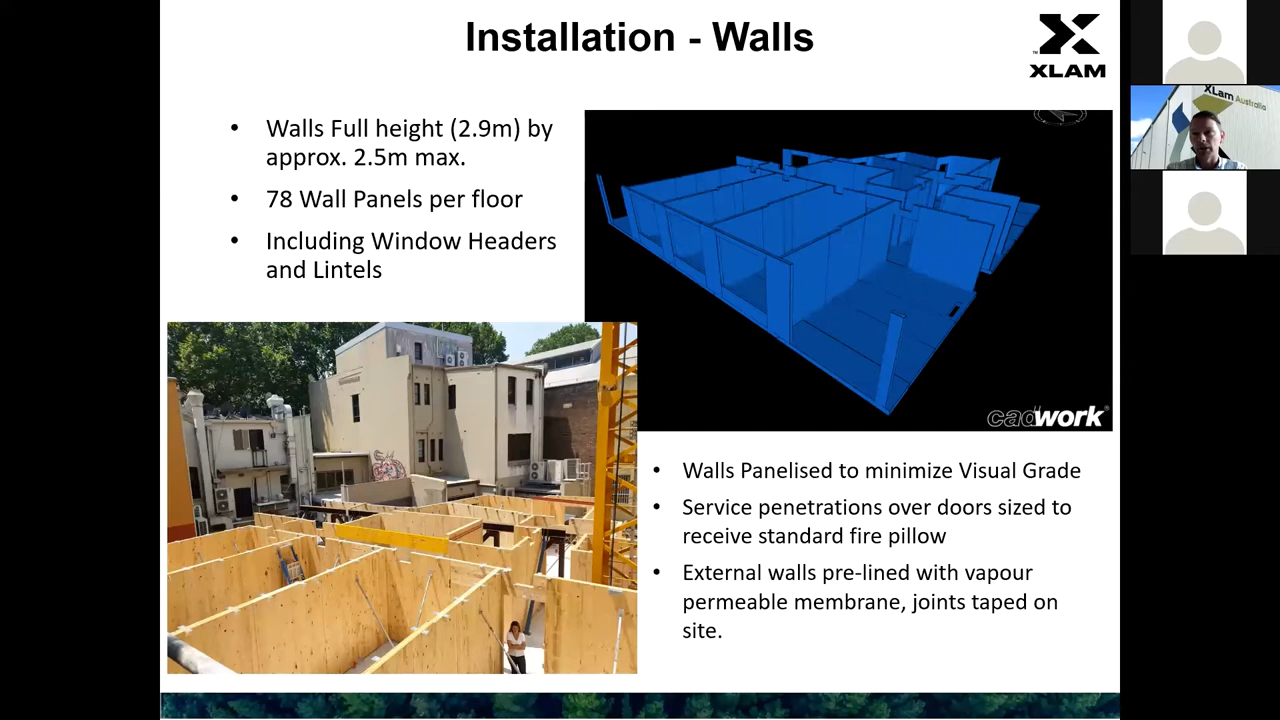 Installation - Walls
XLAM
• Walls Full height (2.9m) by
approx. 2.5m max.
• 78 Wall Panels per floor
• Including Window Headers
and Lintels
cadwork
• Walls Panelised to minimize Visual Grade
• Service penetrations over doors sized to
receive standard fire pillow
• External walls pre-lined with vapour
permeable membrane, joints taped on
site.
XLam Australia